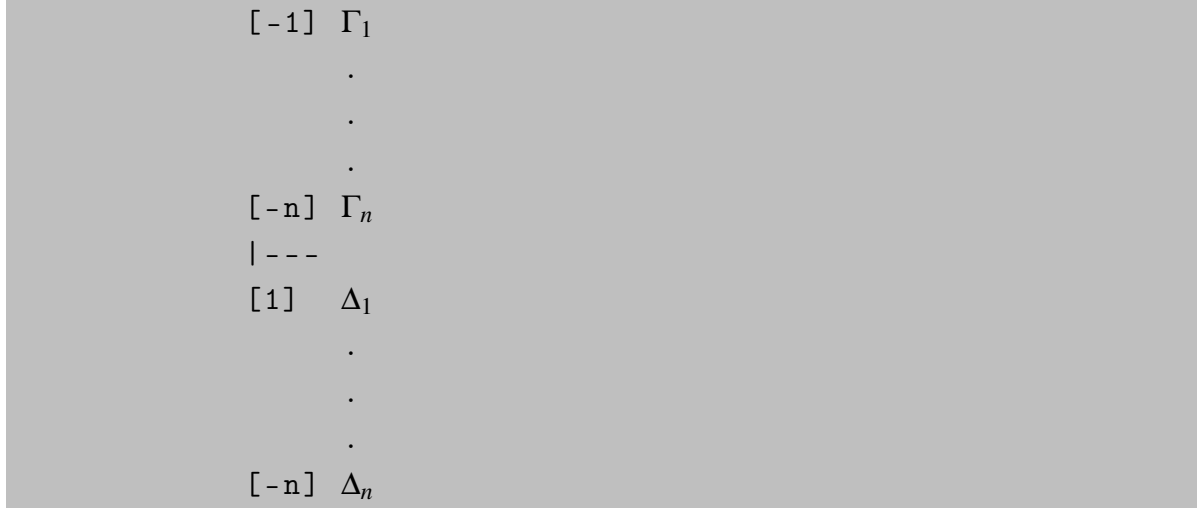 [-1] Γ1
.
.
.
[-n] Γn
|---
[1] Δ1
.
.
.
[-n] Δn